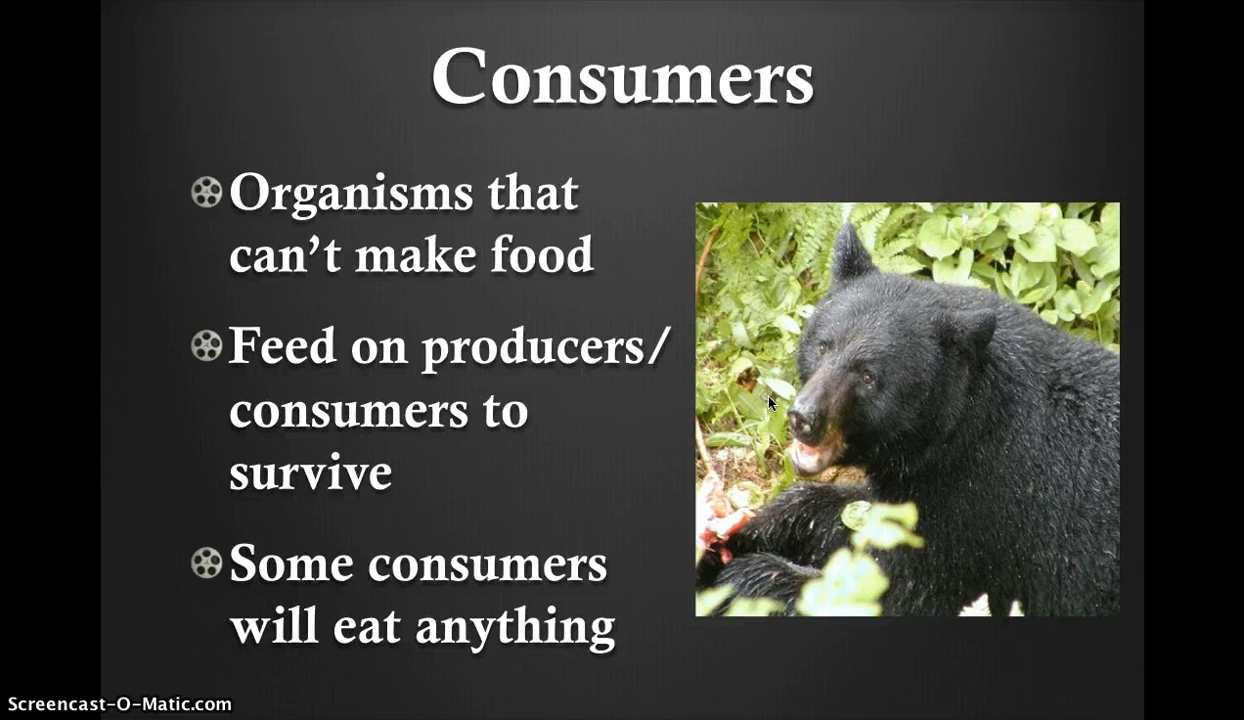 Consumers
Organisms that
can’t make food
Feed on producers/
consumers to
survive
Some consumers
will eat anything
Screencast-O-Matic.com